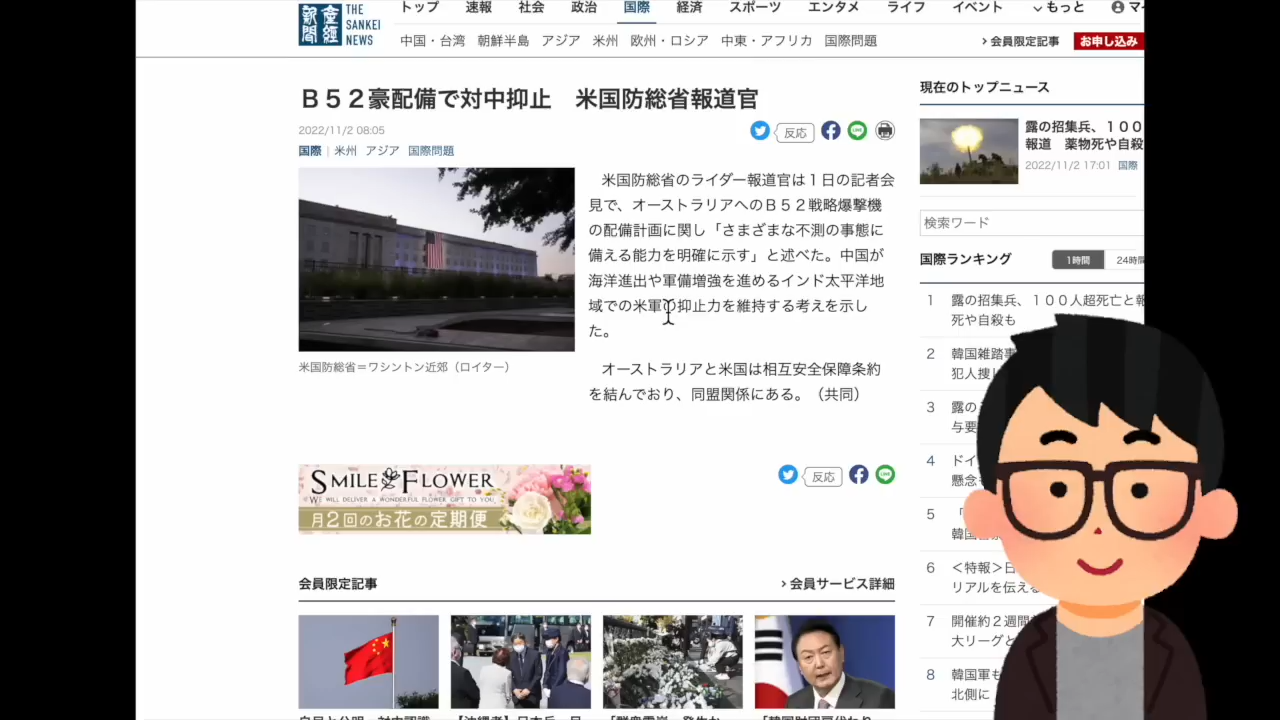 産經新聞
THE SANKEI NEWS
トップ 速報 社会 政治 国際 経済 スポーツ エンタメ ライフ イベント もっと マイ
中国・台湾 朝鮮半島 アジア 米州 欧州・ロシア 中東・アフリカ 国際問題
会員限定記事 お申し込み
Ｂ５２豪配備で対中抑止　米国防総省報道官
2022/11/2 08:05
反応
国際 米州 アジア 国際問題
米国防総省＝ワシントン近郊（ロイター）
米国防総省のライダー報道官は１日の記者会
見で、オーストラリアへのＢ５２戦略爆撃機
の配備計画に関し「さまざまな不測の事態に
備える能力を明確に示す」と述べた。中国が
海洋進出や軍備増強を進めるインド太平洋地
域での米軍の抑止力を維持する考えを示し
た。
オーストラリアと米国は相互安全保障条約
を結んでおり、同盟関係にある。（共同）
反応
SMILE FLOWER
WE WILL DELIVER A WONDERFUL FLOWER GIFT TO YOU
月2回のお花の定期便
会員限定記事
会員サービス詳細
現在のトップニュース
露の招集兵、１００
報道　薬物死や自殺
2022/11/2 17:01 国際
検索ワード
国際ランキング
1時間 24時間
1 露の招集兵、１００人超死亡と報
死や自殺も
2 韓国雑踏事
犯人捜し
3 露の
与要
4 ドイ
懸念
5 「
韓国
6 ＜特報＞日
リアルを伝える
7 開催約２週間
大リーグと
8 韓国軍も
北側に